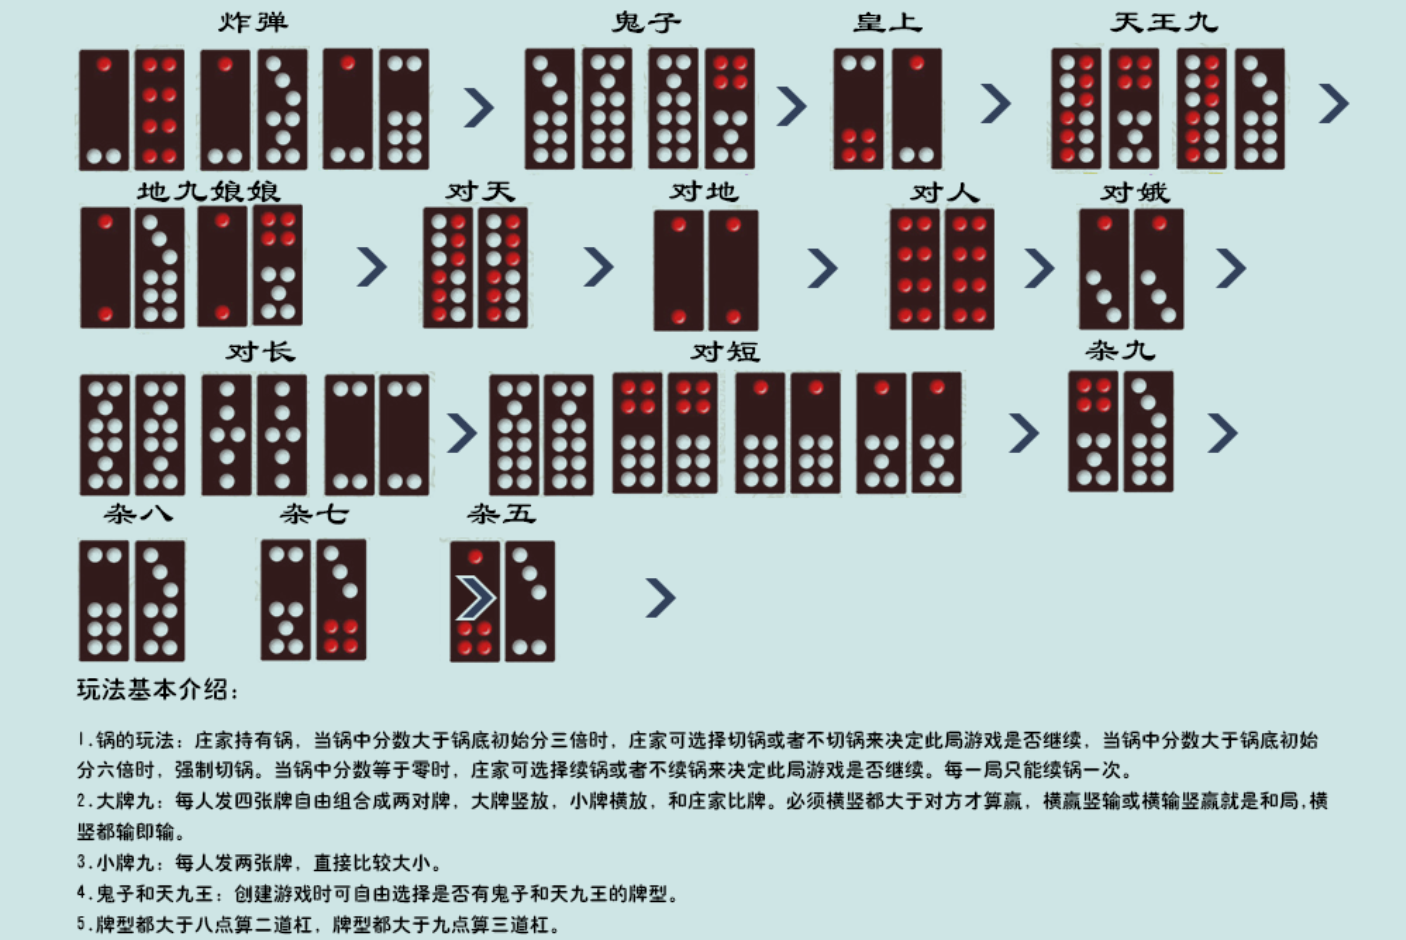 炸弹 鬼子 皇上 天王九
地九娘娘 对天 对地 对人 对娥
对长 对短 杂九
杂八 杂七 杂五
玩法基本介绍：
1.锅的玩法：庄家持有锅，当锅中分数大于锅底初始分三倍时，庄家可选择切锅或者不切锅来决定此局游戏是否继续，当锅中分数大于锅底初始
分六倍时，强制切锅。当锅中分数等于零时，庄家可选择续锅或者不续锅来决定此局游戏是否继续。每一局只能续锅一次。
2.大牌九：每人发四张牌自由组合成两对牌，大牌竖放，小牌横放，和庄家比牌。必须横竖都大于对方才算赢，横赢竖输或横输竖赢就是和局,横
竖都输即输。
3.小牌九：每人发两张牌，直接比较大小。
4.鬼子和天九王：创建游戏时可自由选择是否有鬼子和天九王的牌型。
5.牌型都大于八点算二道杠，牌型都大于九点算三道杠。